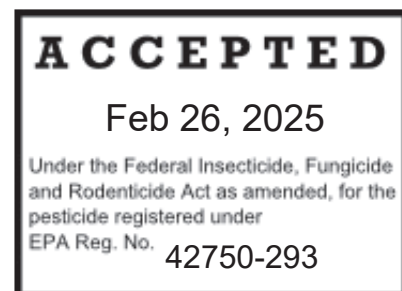 ACCEPTED
Feb 26, 2025
Under the Federal Insecticide, Fungicide
and Rodenticide Act as amended, for the
pesticide registered under
EPA Reg. No. 42750-293